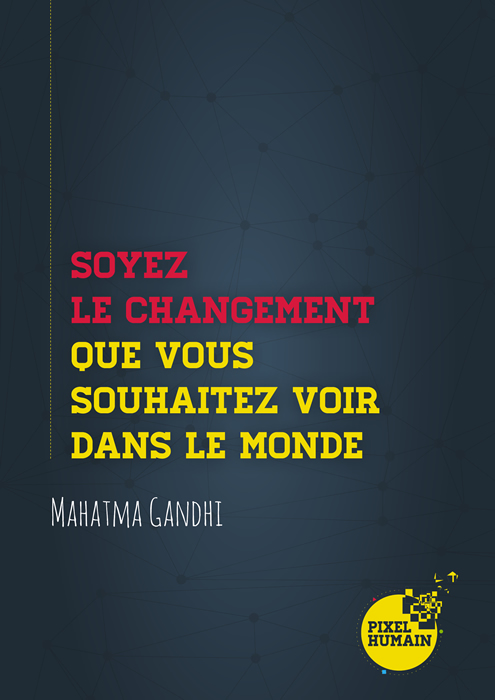 SOYEZ
LE CHANGEMENT
QUE VOUS
SOUHAITEZ VOIR
DANS LE MONDE
MAHATMA GANDHI
PIXEL
HUMAIN